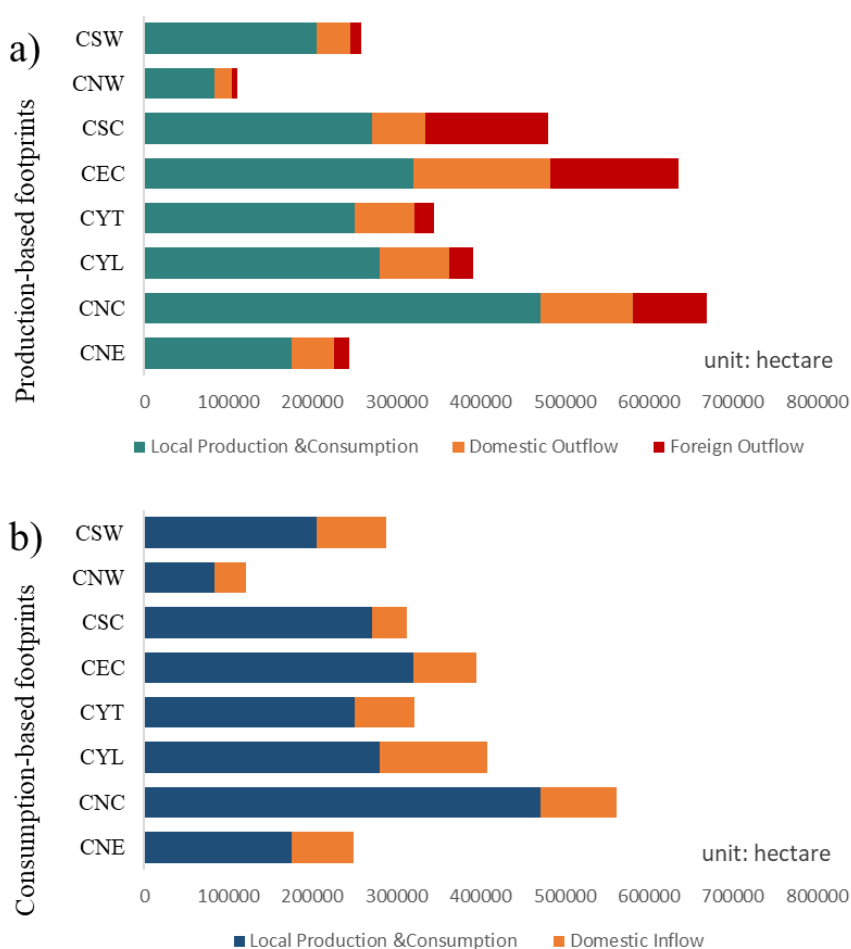 a)
Production-based footprints
CSW
CNW
CSC
CEC
CYT
CYL
CNC
CNE
unit: hectare
0 100000 200000 300000 400000 500000 600000 700000 800000
Local Production &Consumption Domestic Outflow Foreign Outflow
b)
Consumption-based footprints
CSW
CNW
CSC
CEC
CYT
CYL
CNC
CNE
unit: hectare
0 100000 200000 300000 400000 500000 600000 700000 800000
Local Production &Consumption Domestic Inflow